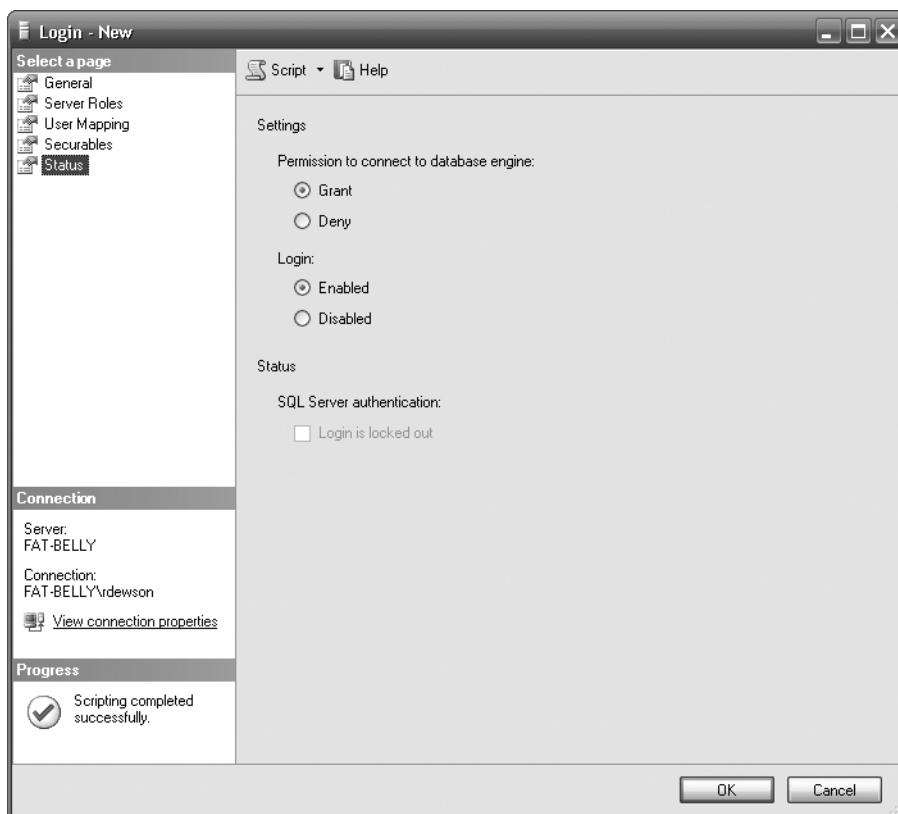 Login - New
Select a page
General
Server Roles
User Mapping
Securables
Status
Script
Help
Settings
Permission to connect to database engine:
Grant
Deny
Login:
Enabled
Disabled
Status
SQL Server authentication:
Login is locked out
Connection
Server:
FAT-BELLY
Connection:
FAT-BELLY\rdewson
View connection properties
Progress
Scripting completed
successfully.
OK
Cancel